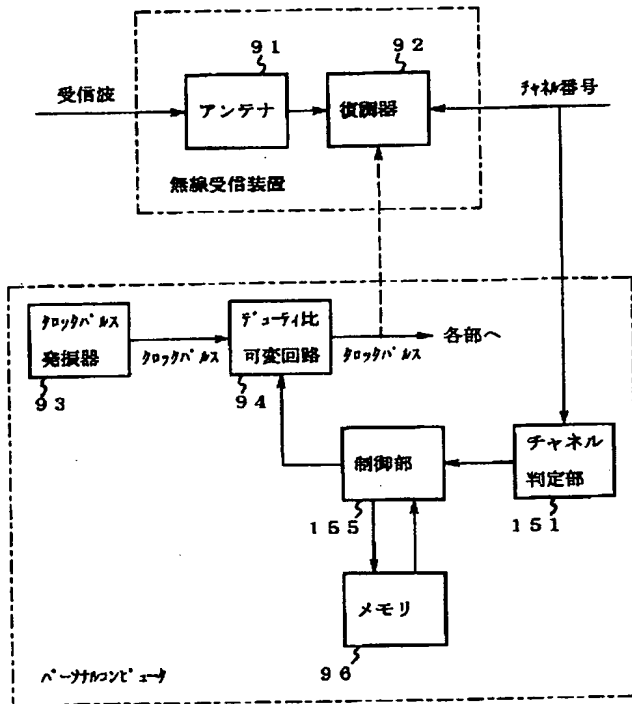 91
92
受信波
アンテナ
復調器
ﾁｬﾈﾙ番号
無線受信装置
ｸﾛｯｸﾊﾟﾙｽ
発振器
ｸﾛｯｸﾊﾟﾙｽ
デューティ比
可変回路
ｸﾛｯｸﾊﾟﾙｽ
各部へ
93
94
制御部
チャネル
判定部
155
151
メモリ
96
ﾊﾟｰｿﾅﾙｺﾝﾋﾟｭｰﾀ